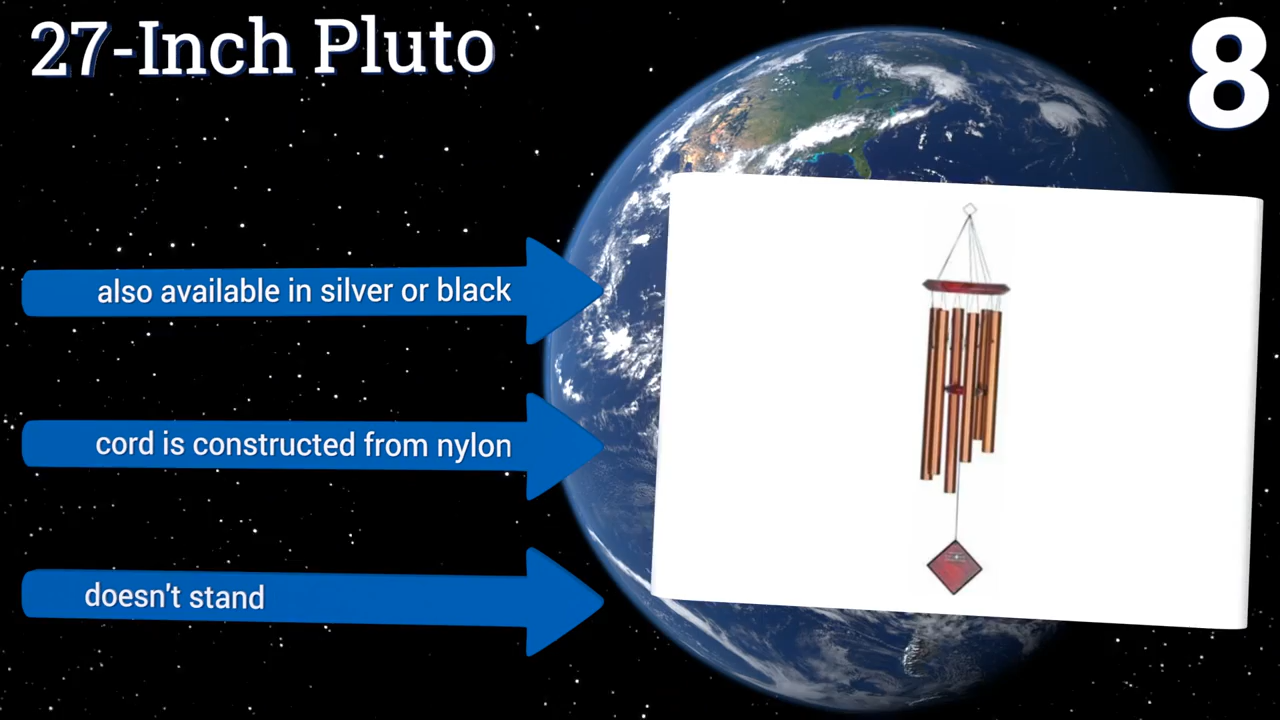 27-Inch Pluto
8
also available in silver or black
cord is constructed from nylon
doesn't stand